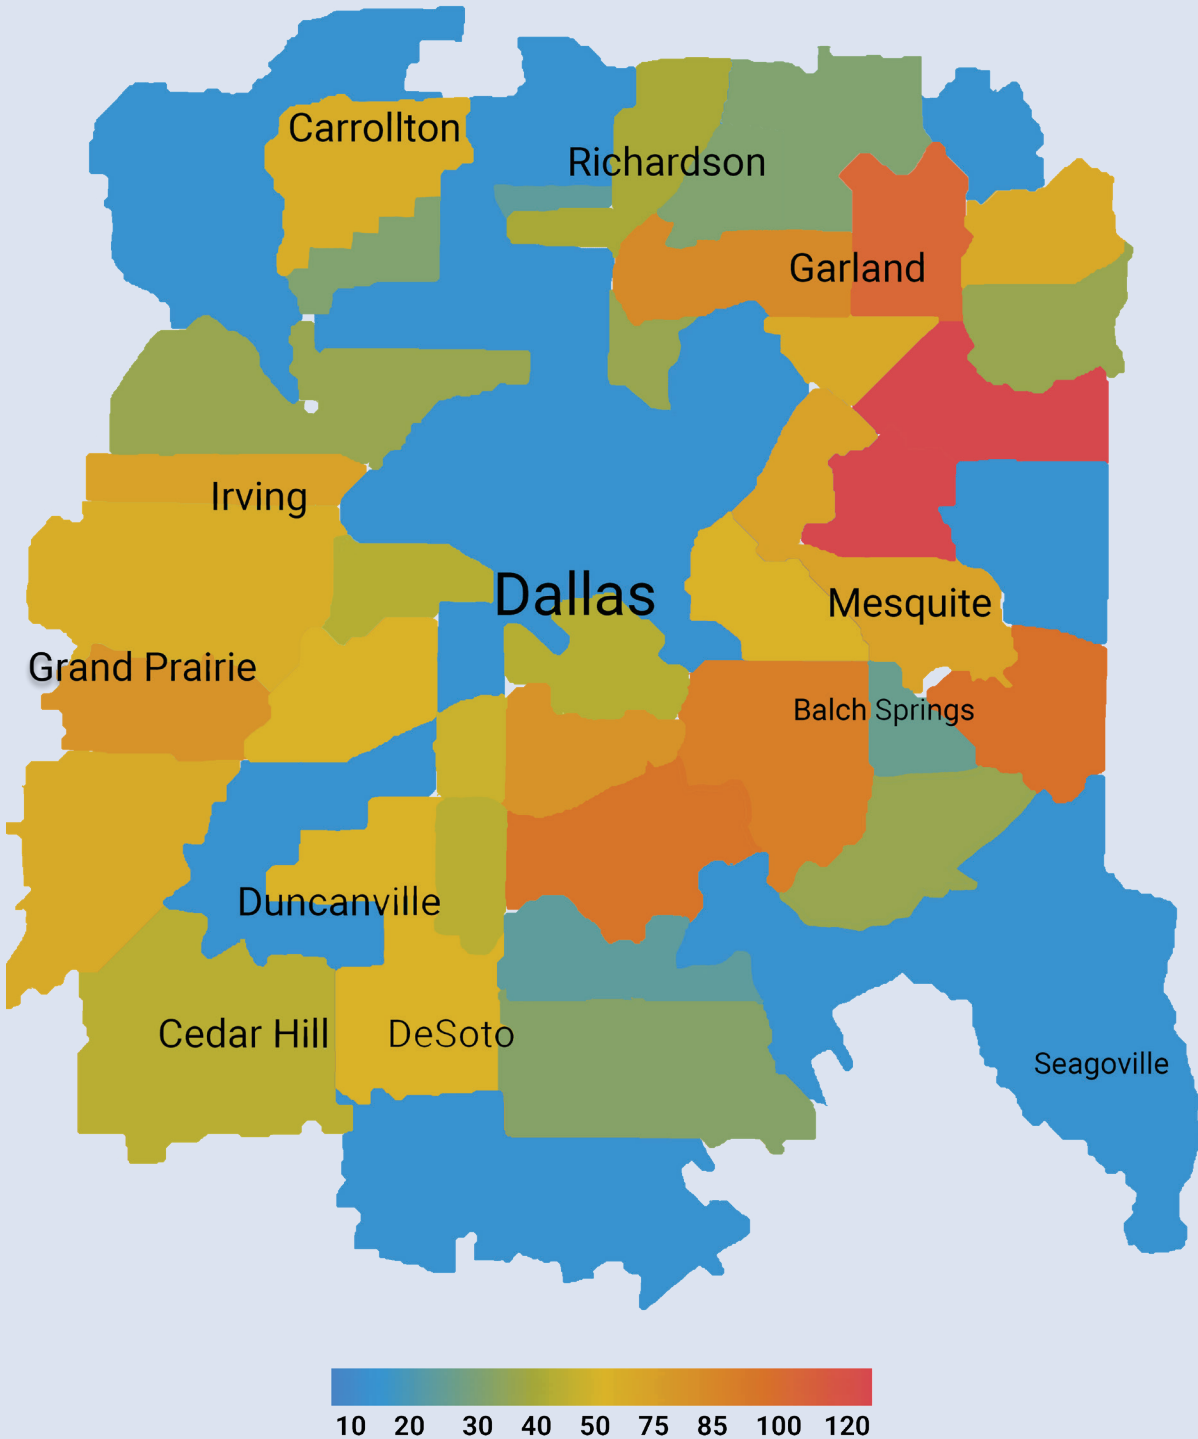 Carrollton
Richardson
Garland
Irving
Dallas
Mesquite
Grand Prairie
Balch Springs
Duncanville
Cedar Hill
DeSoto
Seagoville
10 20 30 40 50 75 85 100 120